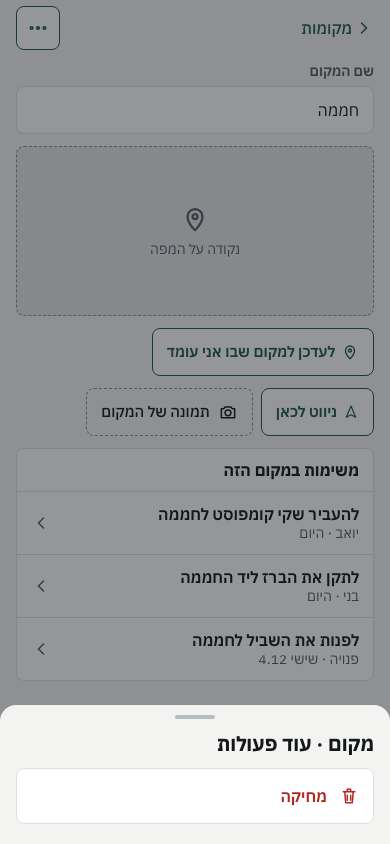 מקומות
שם המקום
חממה
נקודה על המפה
לעדכן למקום שבו אני עומד
ניווט לכאן
תמונה של המקום
משימות במקום הזה
להעביר שקי קומפוסט לחממה
יואב · היום
לתקן את הברז ליד החממה
בני · היום
לפנות את השביל לחממה
פנויה · שישי 4.12
מקום · עוד פעולות
מחיקה